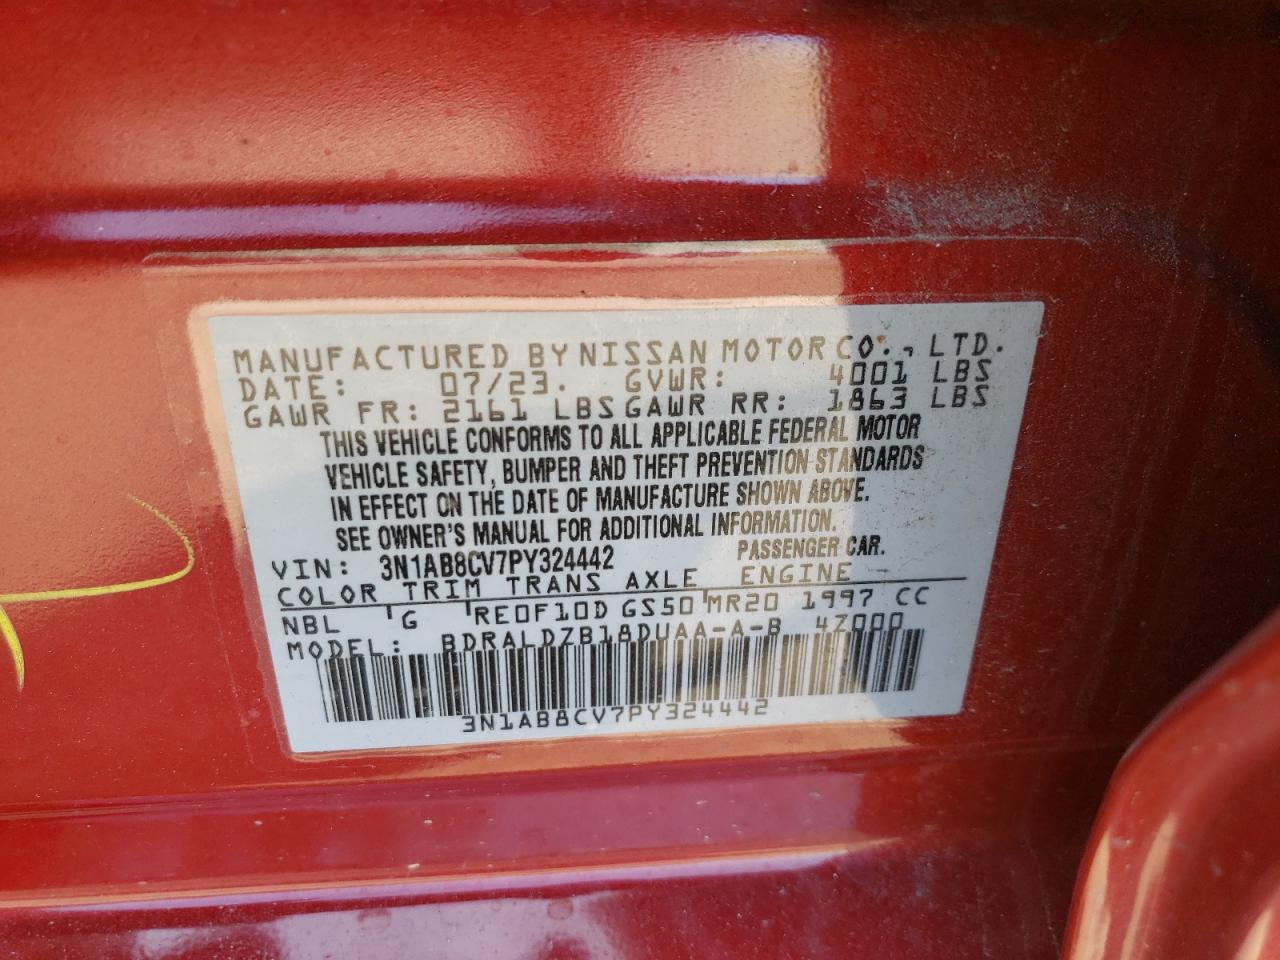 MANUFACTURED BY NISSAN MOTOR CO., LTD.
DATE: 07/23. GVWR: 4001 LBS
GAWR FR: 2161 LBS GAWR RR: 1863 LBS
THIS VEHICLE CONFORMS TO ALL APPLICABLE FEDERAL MOTOR
VEHICLE SAFETY, BUMPER AND THEFT PREVENTION STANDARDS
IN EFFECT ON THE DATE OF MANUFACTURE SHOWN ABOVE.
SEE OWNER'S MANUAL FOR ADDITIONAL INFORMATION.
VIN: 3N1AB8CV7PY324442 PASSENGER CAR.
COLOR TRIM TRANS AXLE ENGINE
NBL G RE0F10D GS50 MR20 1997 CC
MODEL: BDRALDZB18DUAA-A-B 4Z000
3N1AB8CV7PY324442